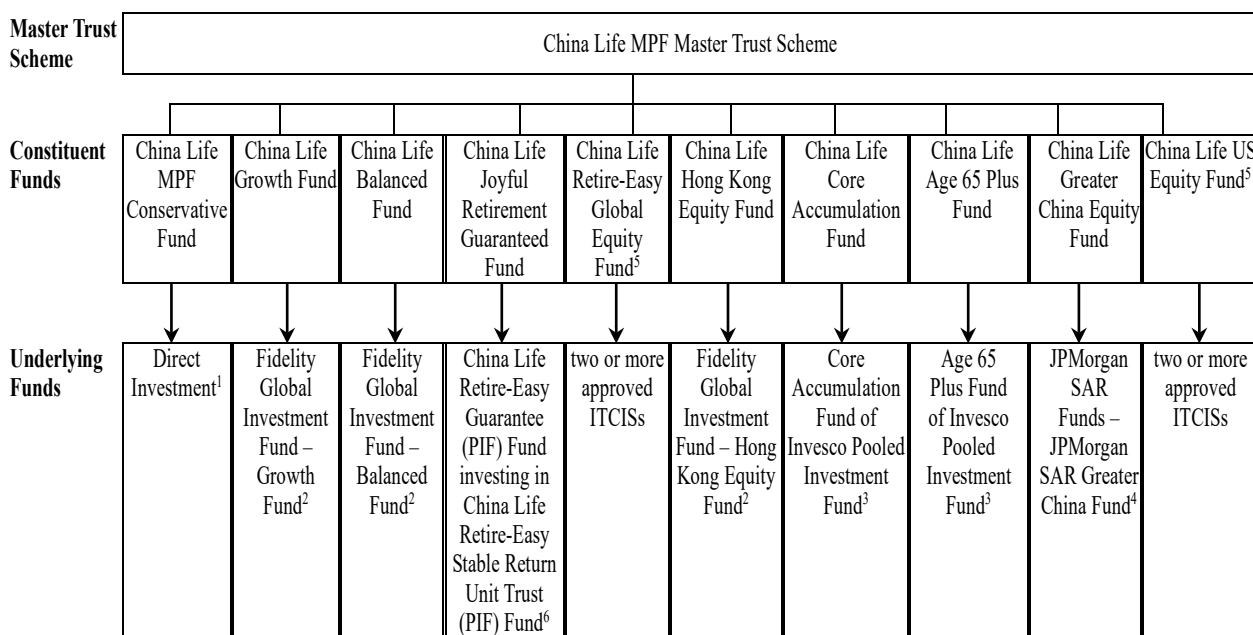 Master Trust
Scheme
China Life MPF Master Trust Scheme
Constituent
Funds
China Life
MPF
Conservative
Fund
China Life
Growth Fund
China Life
Balanced
Fund
China Life
Joyful
Retirement
Guaranteed
Fund
China Life
Retire-Easy
Global
Equity
Fund⁵
China Life
Hong Kong
Equity Fund
China Life
Core
Accumulation
Fund
China Life
Age 65 Plus
Fund
China Life
Greater
China Equity
Fund
China Life US
Equity Fund⁵
Underlying
Funds
Direct
Investment¹
Fidelity
Global
Investment
Fund –
Growth
Fund²
Fidelity
Global
Investment
Fund –
Balanced
Fund²
China Life
Retire-Easy
Guarantee
(PIF) Fund
investing in
China Life
Retire-Easy
Stable Return
Unit Trust
(PIF) Fund⁶
two or more
approved
ITCISs
Fidelity
Global
Investment
Fund – Hong
Kong Equity
Fund²
Core
Accumulation
Fund of
Invesco Pooled
Investment
Fund³
Age 65
Plus Fund
of Invesco
Pooled
Investment
Fund³
JPMorgan
SAR
Funds –
JPMorgan
SAR Greater
China Fund⁴
two or more
approved
ITCISs